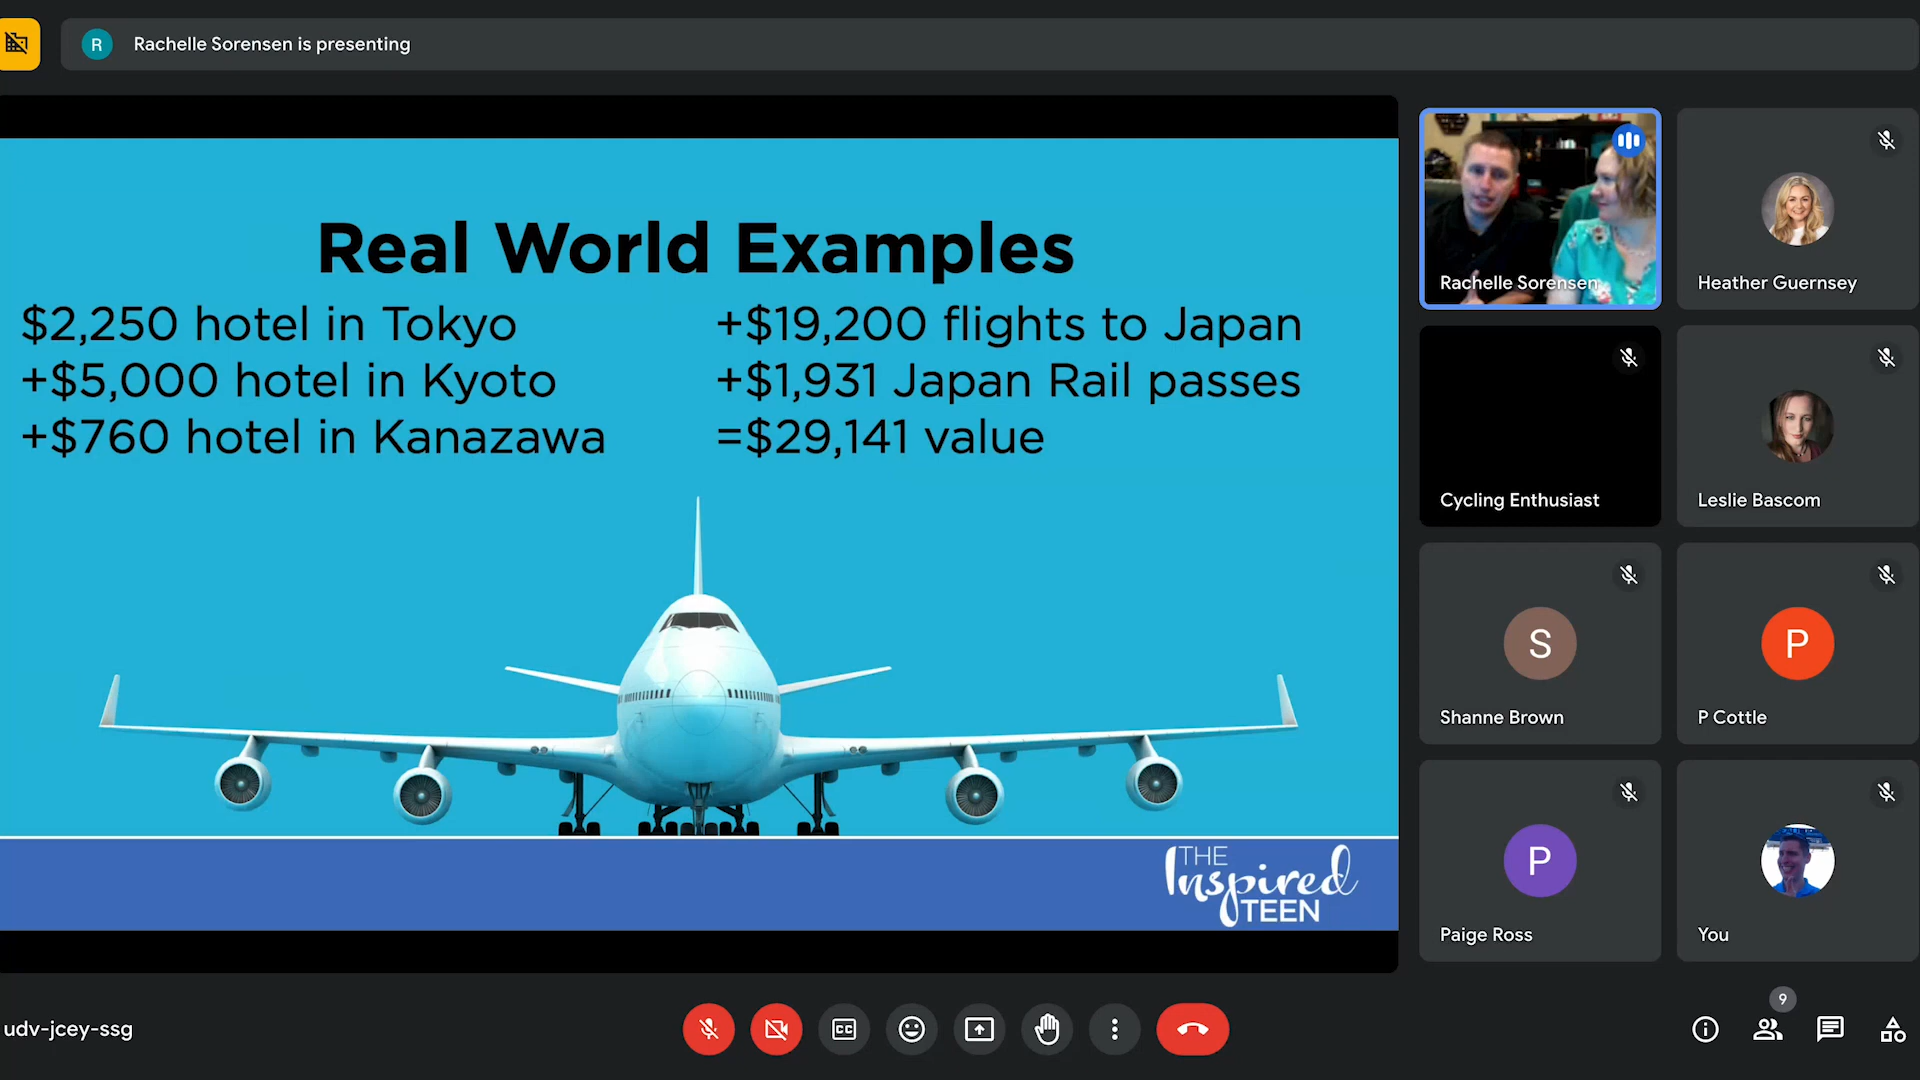 R
Rachelle Sorensen is presenting
Real World Examples
$2,250 hotel in Tokyo
+$5,000 hotel in Kyoto
+$760 hotel in Kanazawa
+$19,200 flights to Japan
+$1,931 Japan Rail passes
=$29,141 value
THE
Inspired
TEEN
Rachelle Sorensen
Heather Guernsey
Cycling Enthusiast
Leslie Bascom
S
Shanne Brown
P
P Cottle
P
Paige Ross
You
udv-jcey-ssg
CC
9